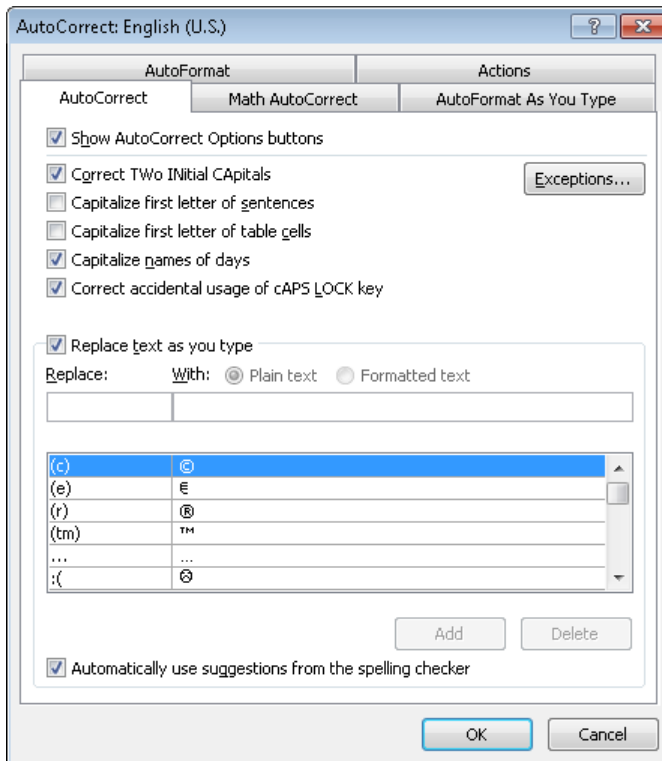 AutoCorrect: English (U.S.)
AutoFormat Actions
AutoCorrect Math AutoCorrect AutoFormat As You Type
Show AutoCorrect Options buttons
Correct TWo INitial CApitals Exceptions...
Capitalize first letter of sentences
Capitalize first letter of table cells
Capitalize names of days
Correct accidental usage of cAPS LOCK key
Replace text as you type
Replace: With: Plain text Formatted text
(c) ©
(e) €
(r) ®
(tm) ™
... ...
:( ☹
Add Delete
Automatically use suggestions from the spelling checker
OK Cancel